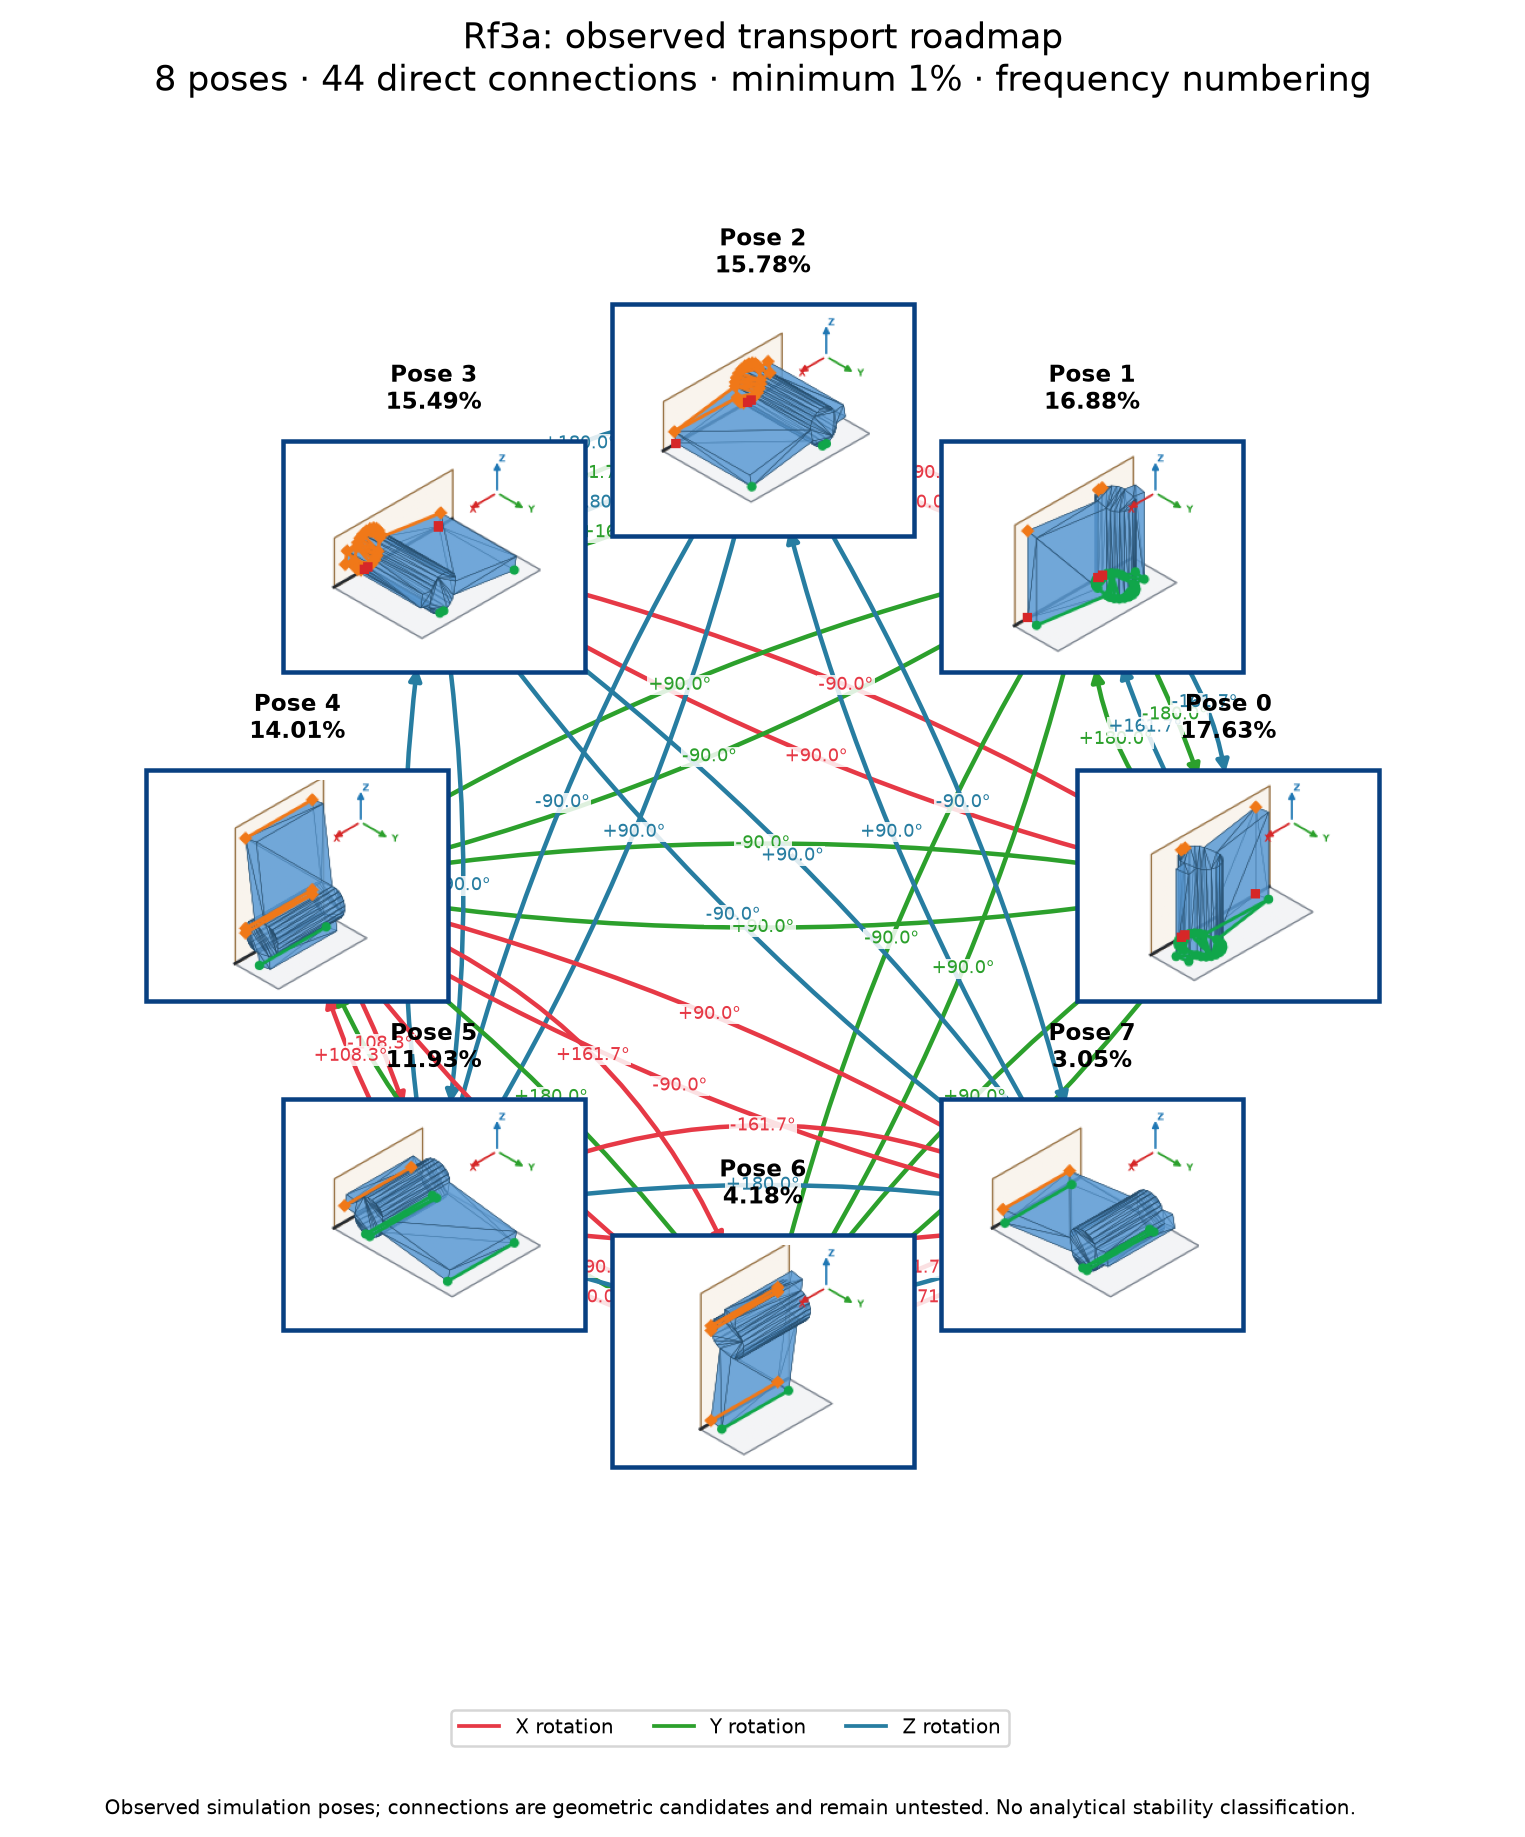 Rf3a: observed transport roadmap
8 poses · 44 direct connections · minimum 1% · frequency numbering
Pose 2
15.78%
Pose 3
15.49%
Pose 1
16.88%
Z
X
Y
Z
X
Y
Z
X
Y
+90.0°
-90.0°
-90.0°
+90.0°
Pose 4
14.01%
Pose 0
17.63%
-90.0°
+90.0°
+90.0°
-90.0°
-90.0°
+90.0°
-90.0°
+90.0°
-90.0°
+90.0°
-90.0°
+90.0°
Z
X
Y
Z
X
Y
+90.0°
-108.3°
+108.3°
+161.7°
-90.0°
+180.0°
+90.0°
-161.7°
+180.0°
Pose 5
11.93%
Pose 7
3.05%
Pose 6
4.18%
Z
X
Y
Z
X
Y
Z
X
Y
X rotation
Y rotation
Z rotation
Observed simulation poses; connections are geometric candidates and remain untested. No analytical stability classification.